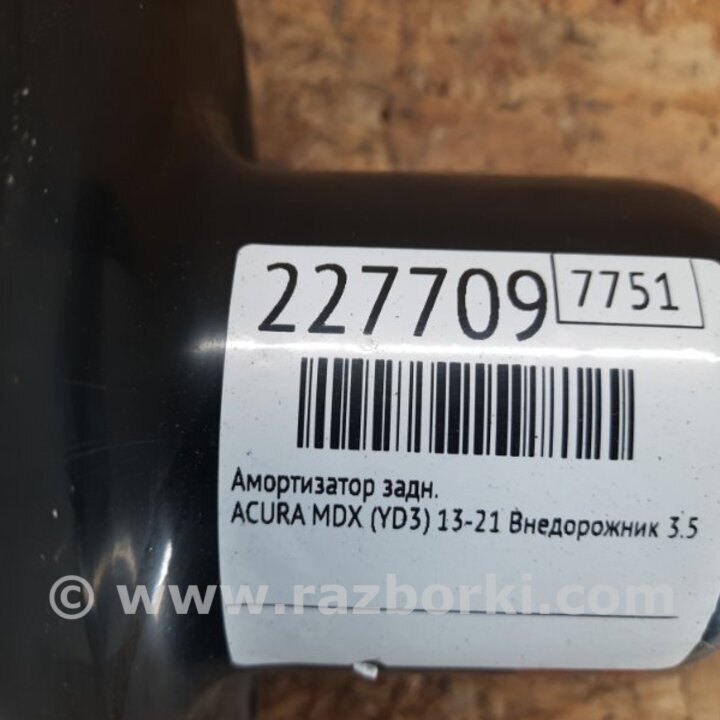 227709 7751
Амортизатор задн.
ACURA MDX (YD3) 13-21 Внедорожник 3.5
© www.razborki.com